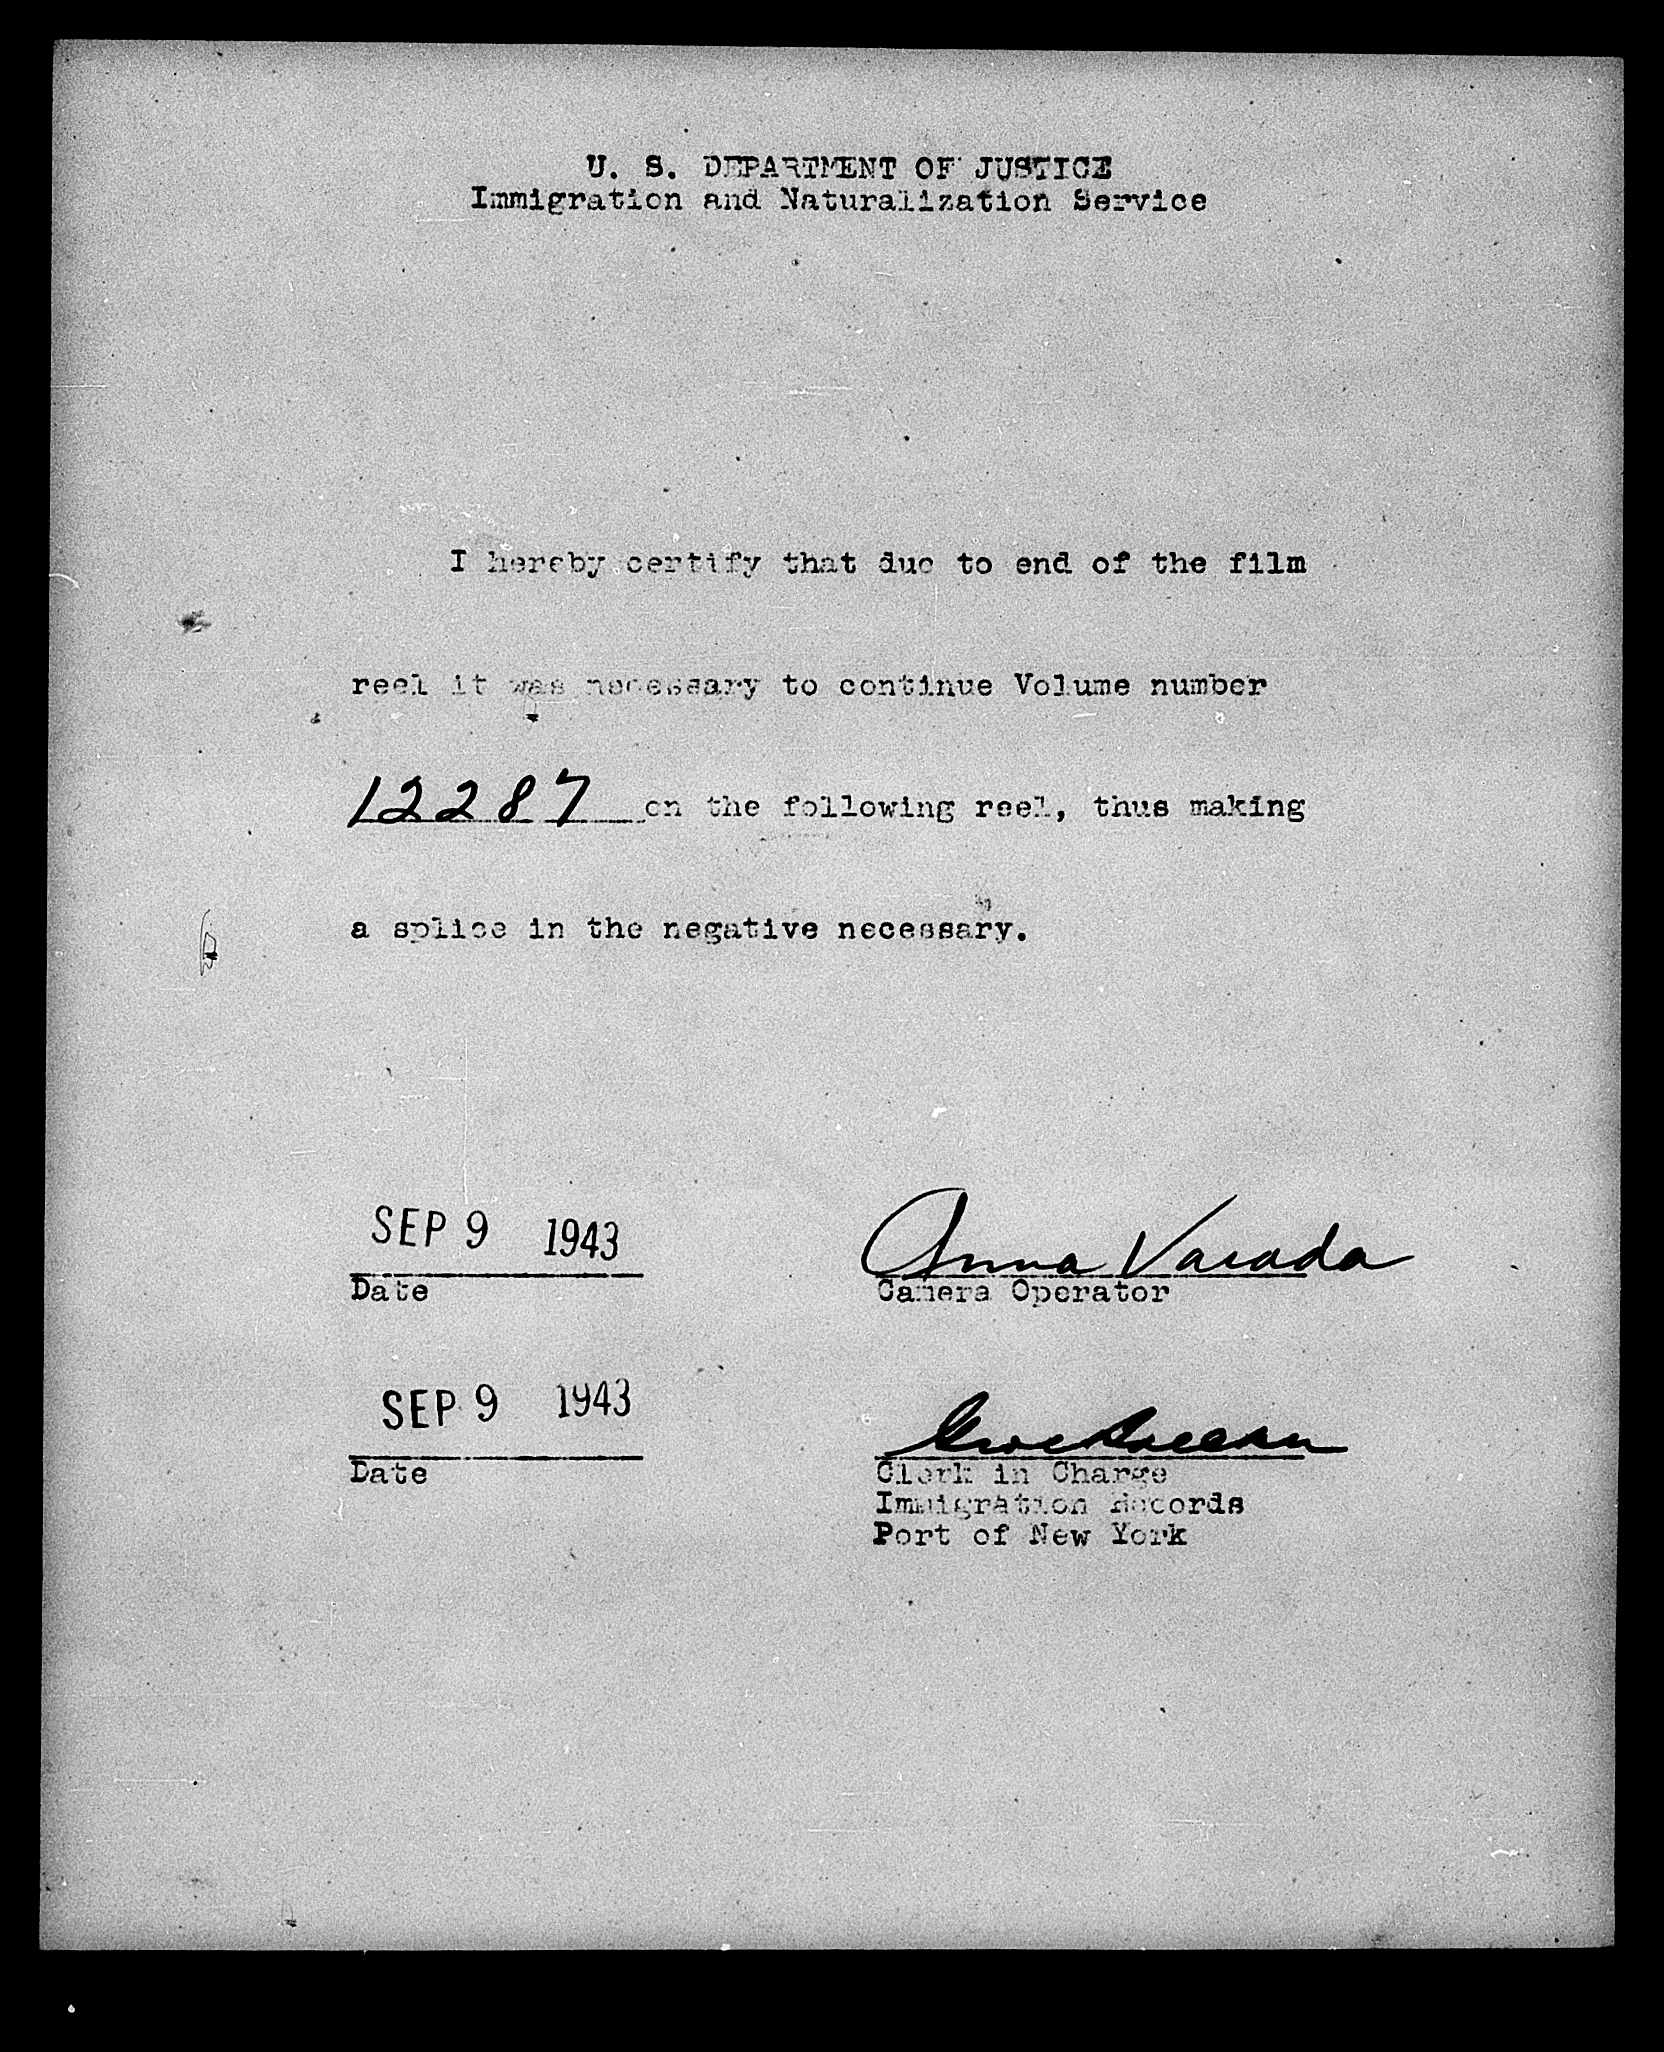 U. S. DEPARTMENT OF JUSTICE
Immigration and Naturalization Service
I hereby certify that due to end of the film
reel it was necessary to continue Volume number
12287 on the following reel, thus making
a splice in the negative necessary.
SEP 9 1943
Anna Varada
Date
Camera Operator
SEP 9 1943
Date
Clerk in Charge
Immigration Records
Port of New York